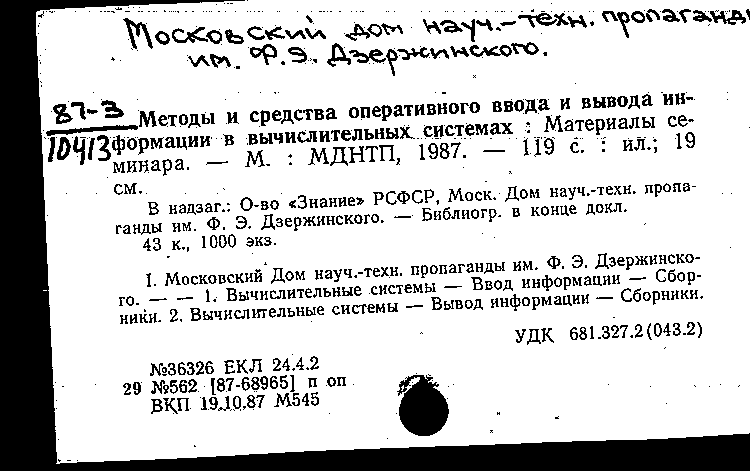 Московский дом науч.-техн. пропаганды
им. Ф.Э. Дзержинского.
87-3
10413
Методы и средства оперативного ввода и вывода ин-
формации в вычислительных системах : Материалы се-
минара. — М. : МДНТП, 1987. — 119 с. : ил.; 19
см.
В надзаг.: О-во «Знание» РСФСР, Моск. Дом науч.-техн. пропа-
ганды им. Ф. Э. Дзержинского. — Библиогр. в конце докл.
43 к., 1000 экз.
I. Московский Дом науч.-техн. пропаганды им. Ф. Э. Дзержинско-
го. — — 1. Вычислительные системы — Ввод информации — Сбор-
ники. 2. Вычислительные системы — Вывод информации — Сборники.
УДК 681.327.2(043.2)
№36326 ЕКЛ 24.4.2
29 №562 [87-68965] п оп
ВКП 19.10.87 М545